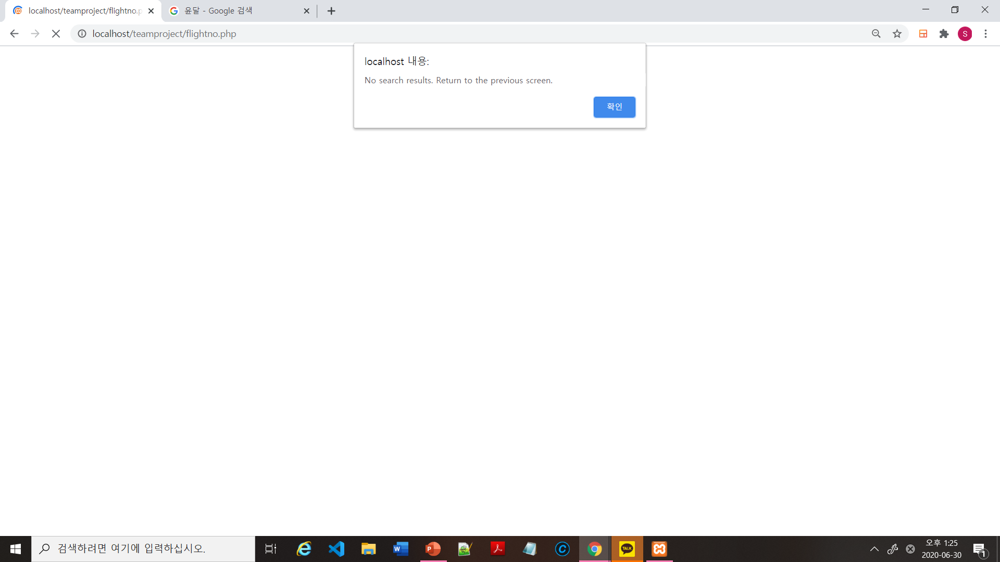 localhost/teamproject/flightno.p
윤달 - Google 검색
localhost/teamproject/flightno.php
S
localhost 내용:
No search results. Return to the previous screen.
확인
검색하려면 여기에 입력하십시오.
W
P
C
TALK
오후 1:25
2020-06-30
1